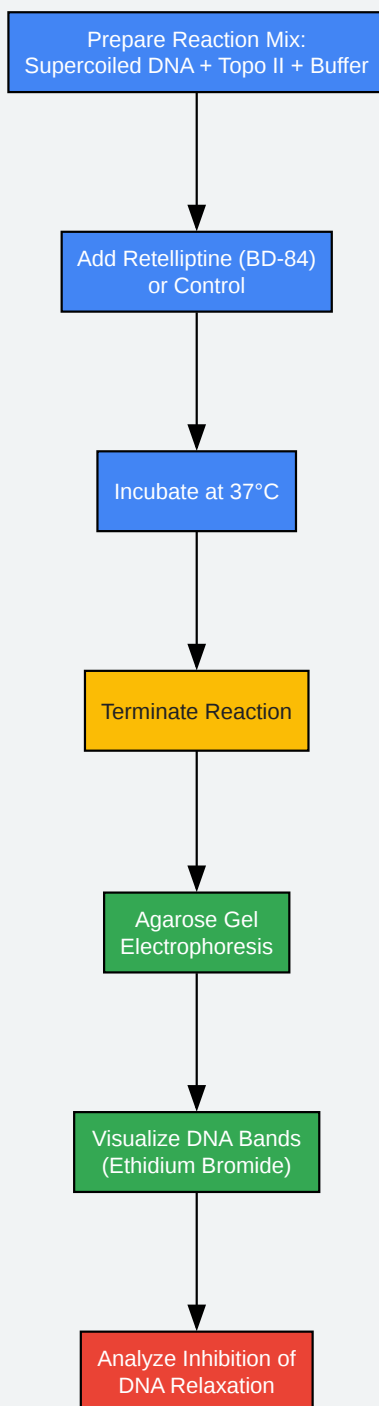 Prepare Reaction Mix:
Supercoiled DNA + Topo II + Buffer
Add Retelliptine (BD-84)
or Control
Incubate at 37°C
Terminate Reaction
Agarose Gel
Electrophoresis
Visualize DNA Bands
(Ethidium Bromide)
Analyze Inhibition of
DNA Relaxation